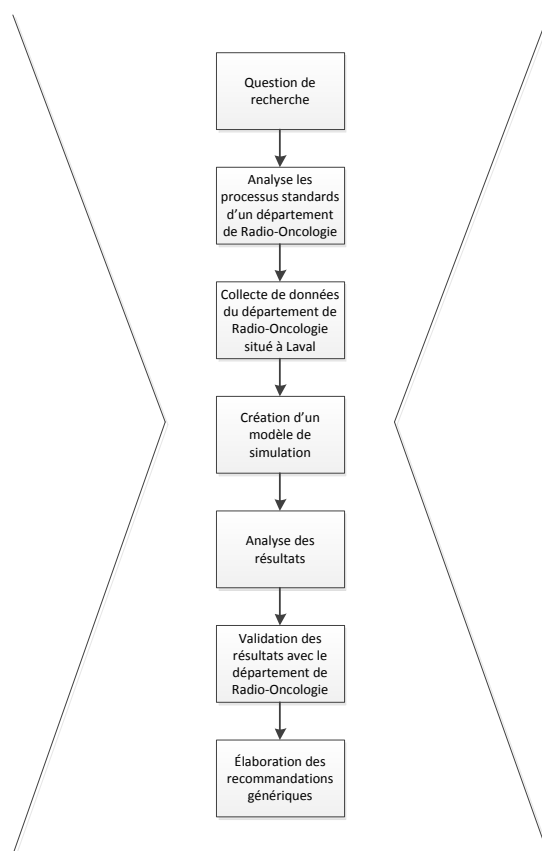 Question de
recherche
Analyse les
processus standards
d'un département
de Radio-Oncologie
Collecte de données
du département de
Radio-Oncologie
situé à Laval
Création d'un
modèle de
simulation
Analyse des
résultats
Validation des
résultats avec le
département de
Radio-Oncologie
Élaboration des
recommandations
génériques